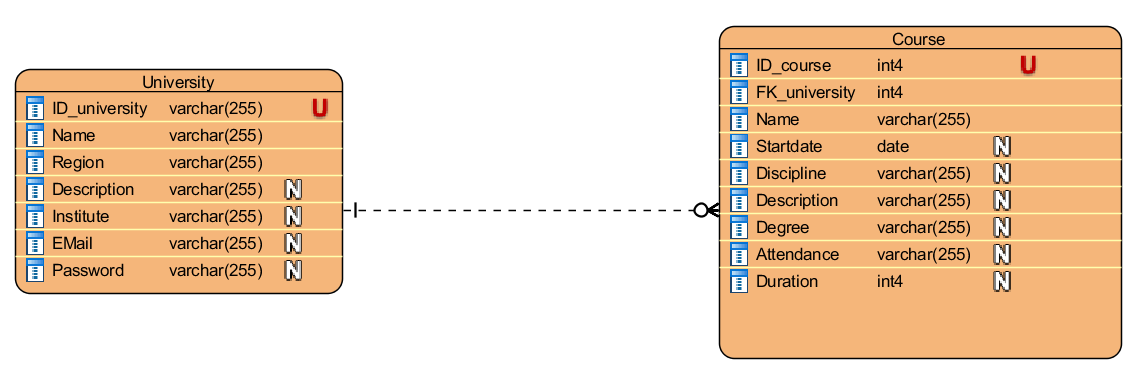 University
ID_university varchar(255) U
Name varchar(255)
Region varchar(255)
Description varchar(255) N
Institute varchar(255) N
EMail varchar(255) N
Password varchar(255) N
Course
ID_course int4 U
FK_university int4
Name varchar(255)
Startdate date N
Discipline varchar(255) N
Description varchar(255) N
Degree varchar(255) N
Attendance varchar(255) N
Duration int4 N